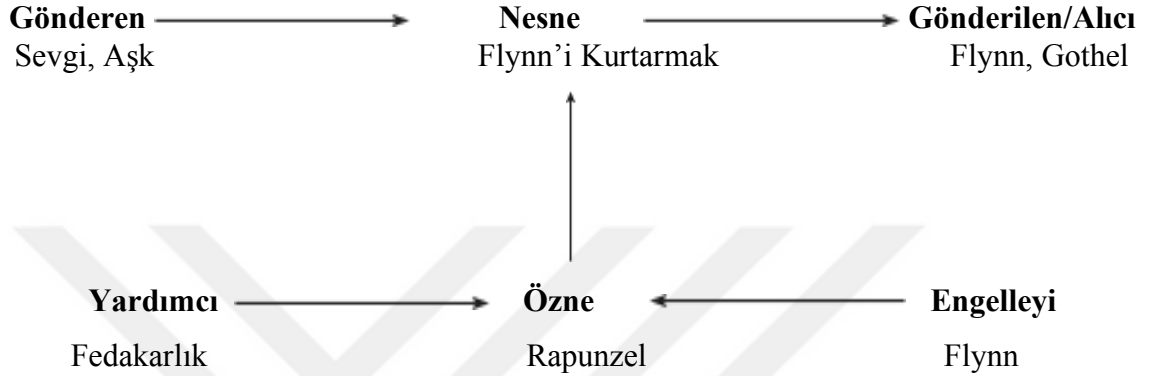 Gönderen Nesne Gönderilen/Alıcı
Sevgi, Aşk Flynn’i Kurtarmak Flynn, Gothel
Yardımcı Özne Engelleyi
Fedakarlık Rapunzel Flynn